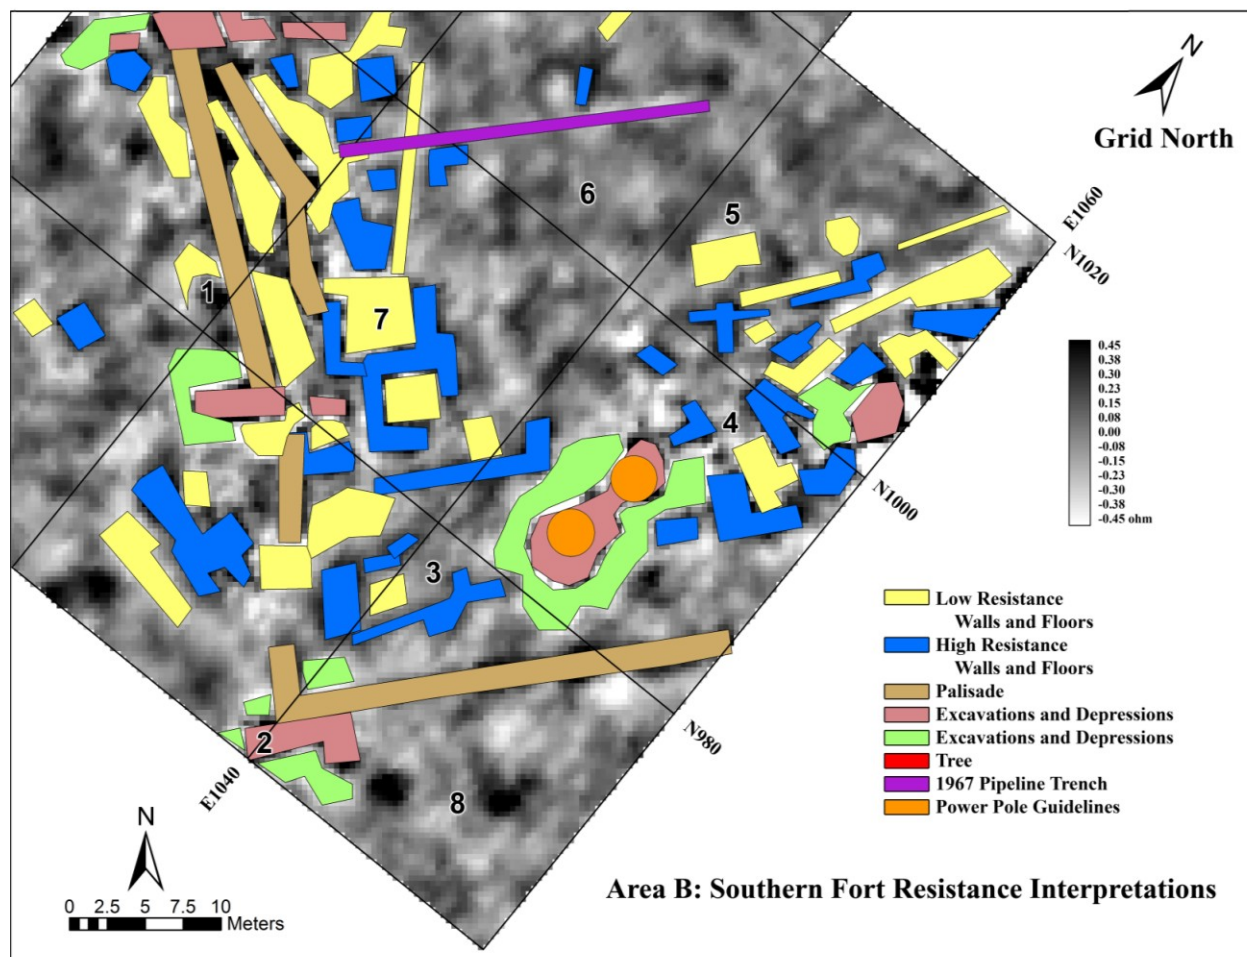 N
Grid North
E1060
N1020
6
5
1
7
0.45
0.38
0.30
0.23
0.15
0.08
0.00
-0.08
-0.15
-0.23
-0.30
-0.38
-0.45 ohm
4
N1000
3
Low Resistance
Walls and Floors
High Resistance
Walls and Floors
Palisade
Excavations and Depressions
Excavations and Depressions
Tree
1967 Pipeline Trench
Power Pole Guidelines
N980
2
E1040
8
N
0 2.5 5 7.5 10
Meters
Area B: Southern Fort Resistance Interpretations